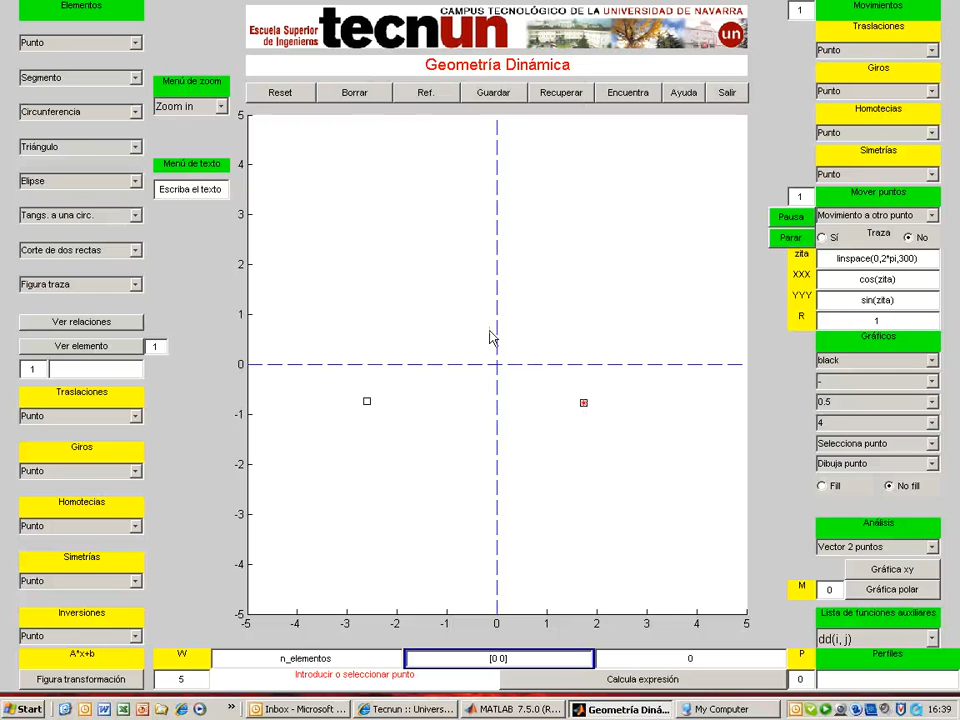 Elementos
Punto
Segmento
Circunferencia
Triángulo
Elipse
Tangs. a una circ.
Corte de dos rectas
Figura traza
Ver relaciones
Ver elemento
1
1
Traslaciones
Punto
Giros
Punto
Homotecias
Punto
Simetrías
Punto
Inversiones
Punto
A*x+b
Figura transformación
Menú de zoom
Zoom in
Menú de texto
Escriba el texto
CAMPUS TECNOLÓGICO DE LA UNIVERSIDAD DE NAVARRA
Escuela Superior
de Ingenieros
tecnun
un
Geometría Dinámica
Reset
Borrar
Ref.
Guardar
Recuperar
Encuentra
Ayuda
Salir
5
4
3
2
1
0
-1
-2
-3
-4
-5
-5 -4 -3 -2 -1 0 1 2 3 4 5
W
n_elementos
[0 0]
0
P
5
Introducir o seleccionar punto
Calcula expresión
0
1
Movimientos
Traslaciones
Punto
Giros
Punto
Homotecias
Punto
Simetrías
Punto
1
Mover puntos
Pausa
Movimiento a otro punto
Parar
Sí
Traza
No
zita
linspace(0,2*pi,300)
XXX
cos(zita)
YYY
sin(zita)
R
1
Gráficos
black
-
0.5
4
Selecciona punto
Dibuja punto
Fill
No fill
Análisis
Vector 2 puntos
Gráfica xy
M
0
Gráfica polar
Lista de funciones auxiliares
dd(i, j)
Perfiles
Start
»
Inbox - Microsoft ...
Tecnun :: Univers...
MATLAB 7.5.0 (R...
Geometría Diná...
My Computer
16:39